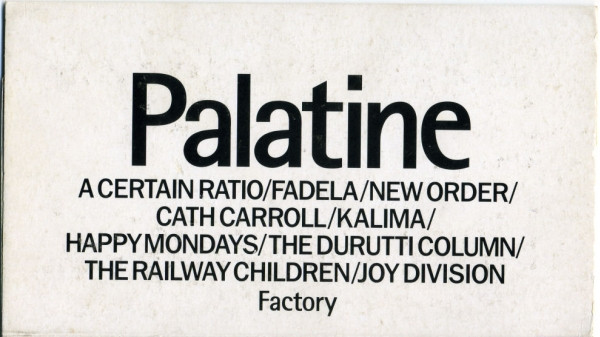 Palatine
A CERTAIN RATIO/FADELA/NEW ORDER/
CATH CARROLL/KALIMA/
HAPPY MONDAYS/THE DURUTTI COLUMN/
THE RAILWAY CHILDREN/JOY DIVISION
Factory